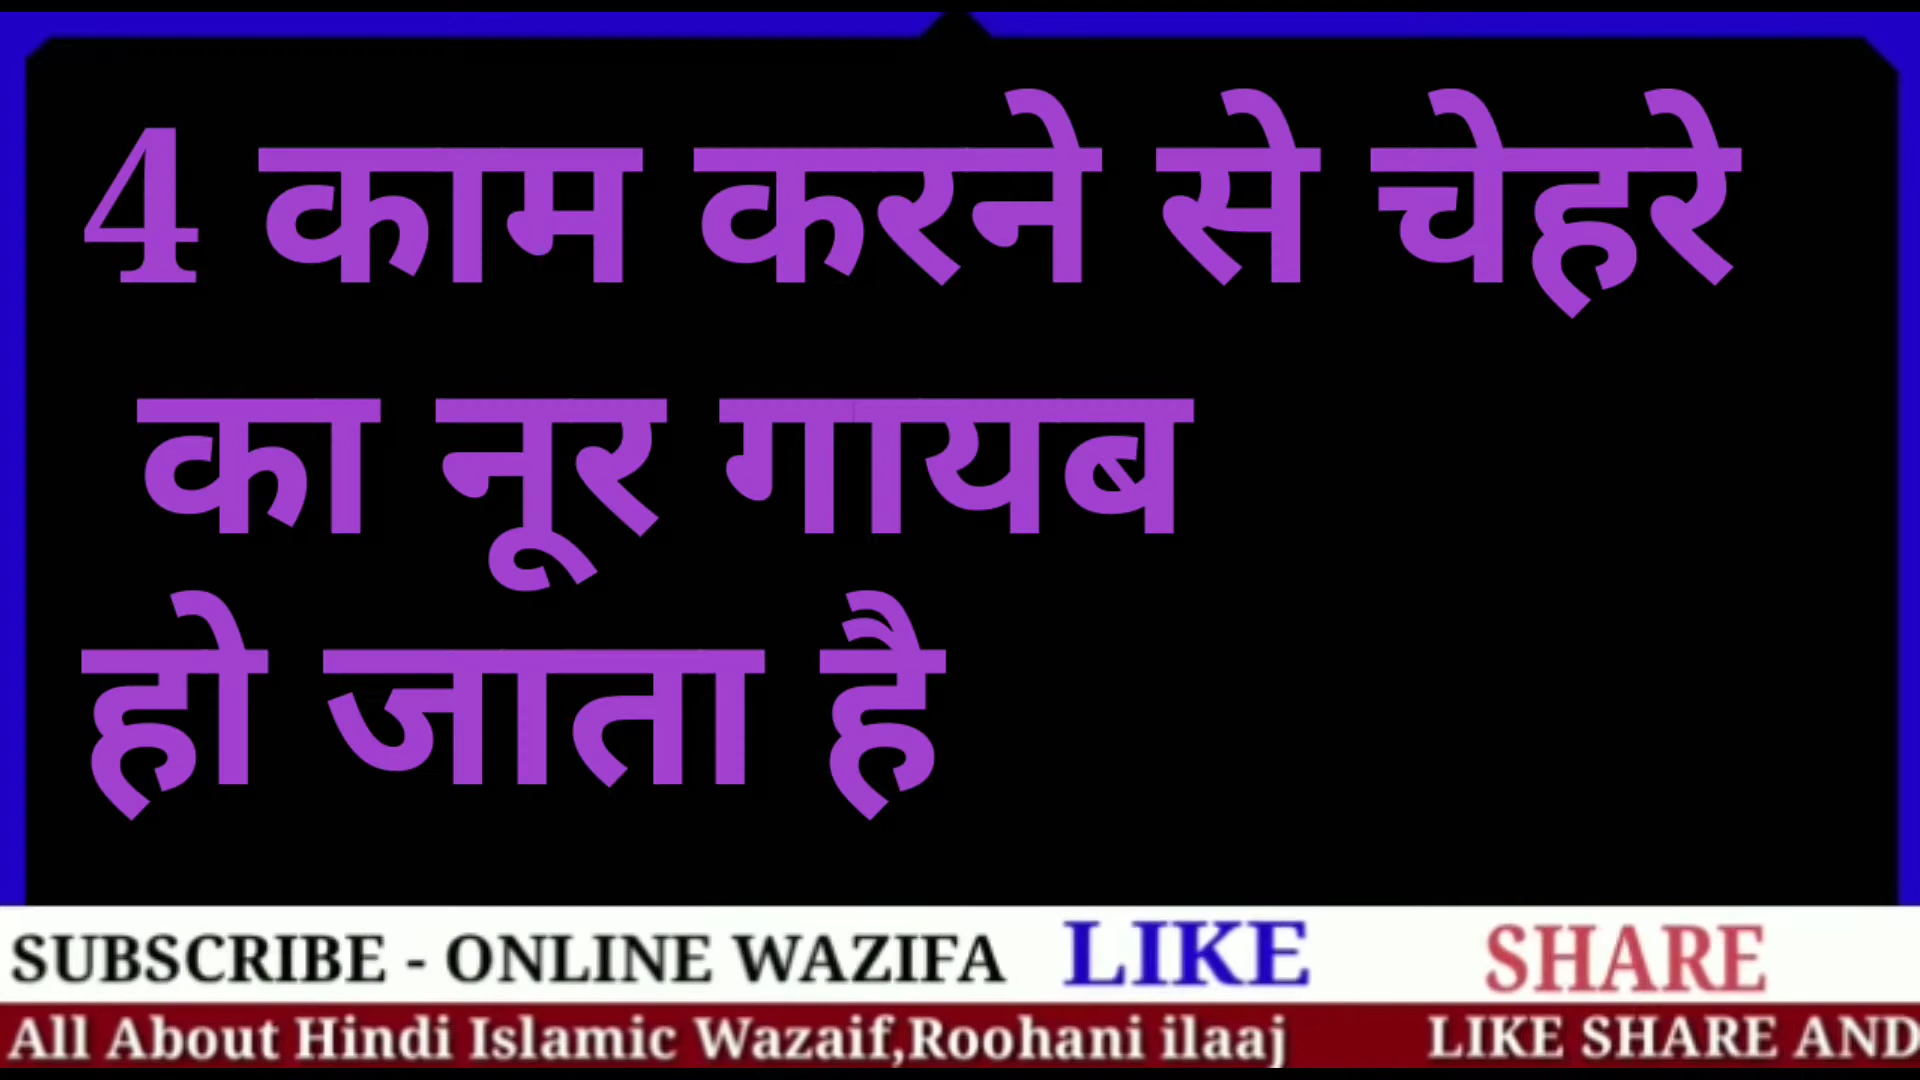 4 काम करने से चेहरे
का नूर गायब
हो जाता है
SUBSCRIBE - ONLINE WAZIFA LIKE SHARE
All About Hindi Islamic Wazaif,Roohani ilaaj LIKE SHARE AND